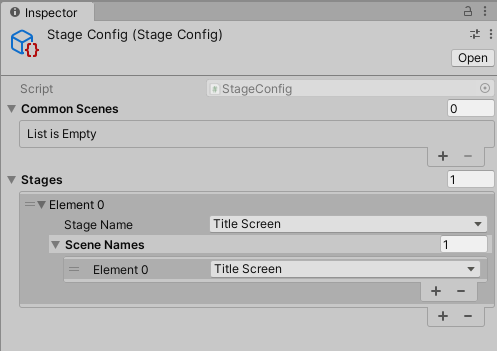 Inspector
Stage Config (Stage Config)
Open
Script StageConfig
Common Scenes 0
List is Empty
+ −
Stages 1
Element 0
Stage Name Title Screen
Scene Names 1
Element 0 Title Screen
+ −
+ −